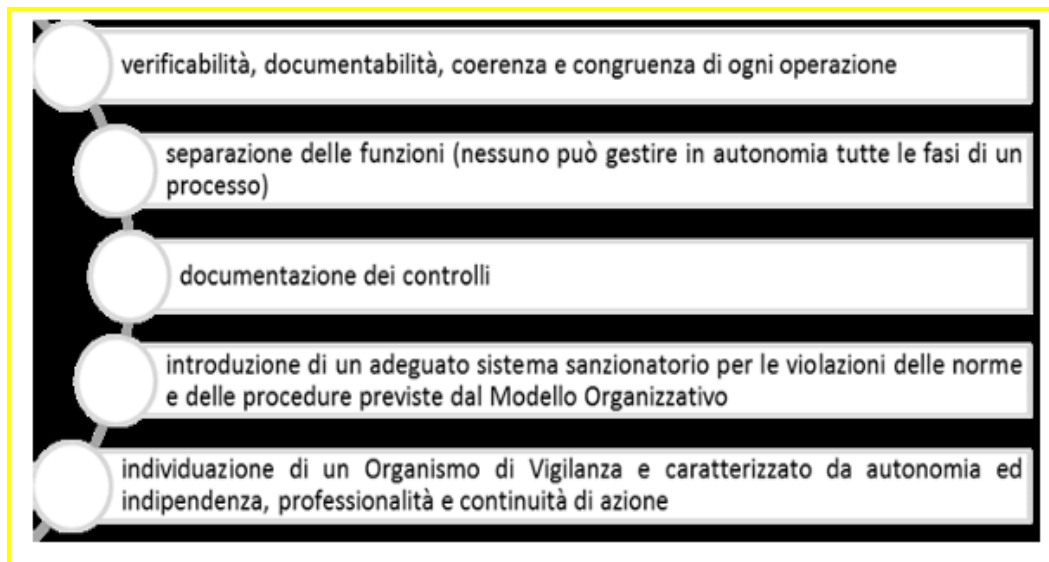 verificabilità, documentabilità, coerenza e congruenza di ogni operazione
separazione delle funzioni (nessuno può gestire in autonomia tutte le fasi di un
processo)
documentazione dei controlli
introduzione di un adeguato sistema sanzionatorio per le violazioni delle norme
e delle procedure previste dal Modello Organizzativo
individuazione di un Organismo di Vigilanza e caratterizzato da autonomia ed
indipendenza, professionalità e continuità di azione